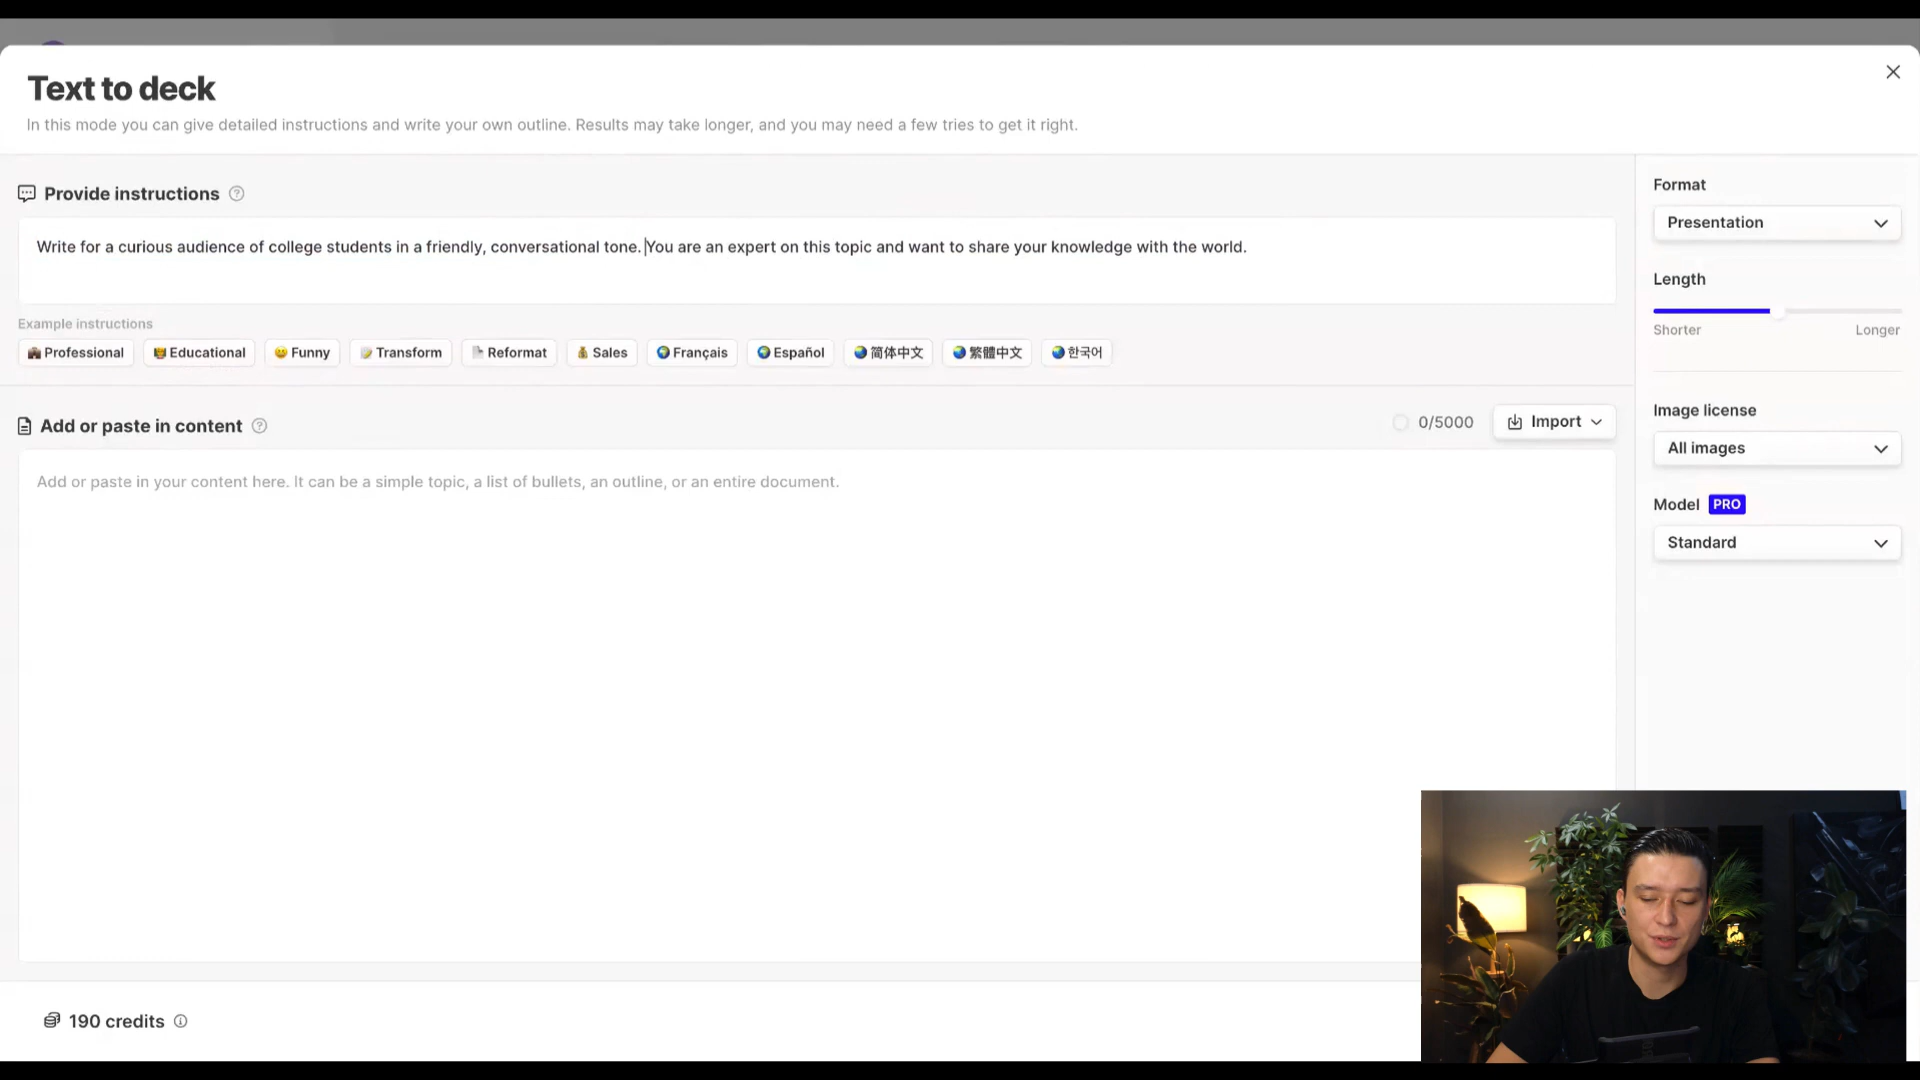 Text to deck
In this mode you can give detailed instructions and write your own outline. Results may take longer, and you may need a few tries to get it right.
Provide instructions
Write for a curious audience of college students in a friendly, conversational tone. You are an expert on this topic and want to share your knowledge with the world.
Example instructions
Professional
Educational
Funny
Transform
Reformat
Sales
Français
Español
简体中文
繁體中文
한국어
Add or paste in content
0/5000
Import
Add or paste in your content here. It can be a simple topic, a list of bullets, an outline, or an entire document.
190 credits
Format
Presentation
Length
Shorter
Longer
Image license
All images
Model PRO
Standard